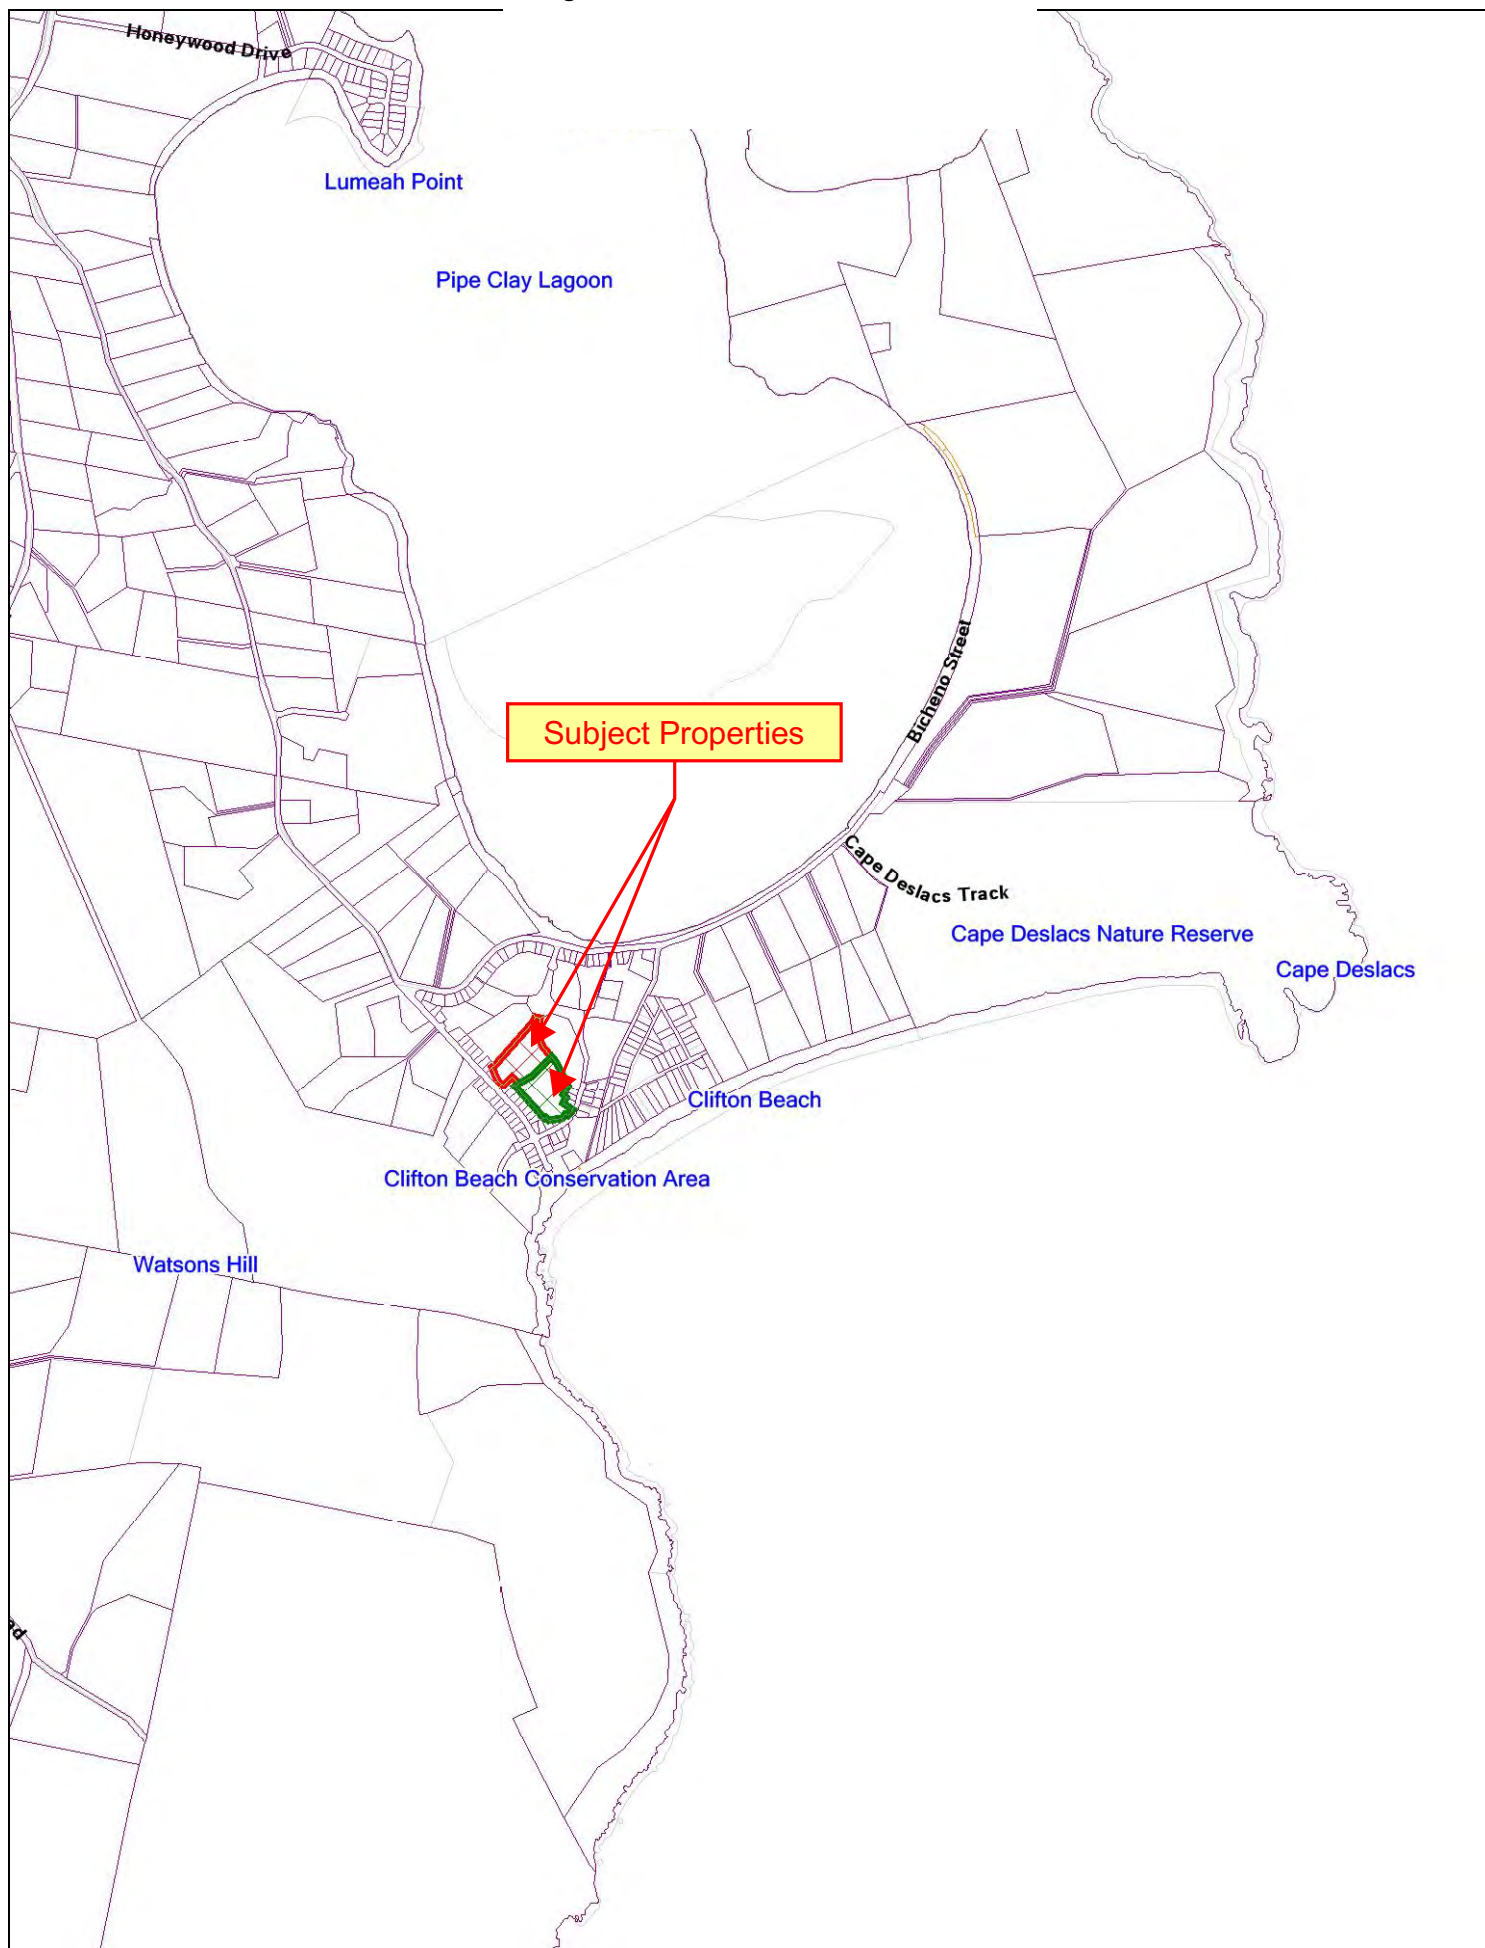 Honeywood Drive
Lumeah Point
Pipe Clay Lagoon
Bicheno Street
Subject Properties
Cape Deslacs Track
Cape Deslacs Nature Reserve
Cape Deslacs
Clifton Beach
Clifton Beach Conservation Area
Watsons Hill